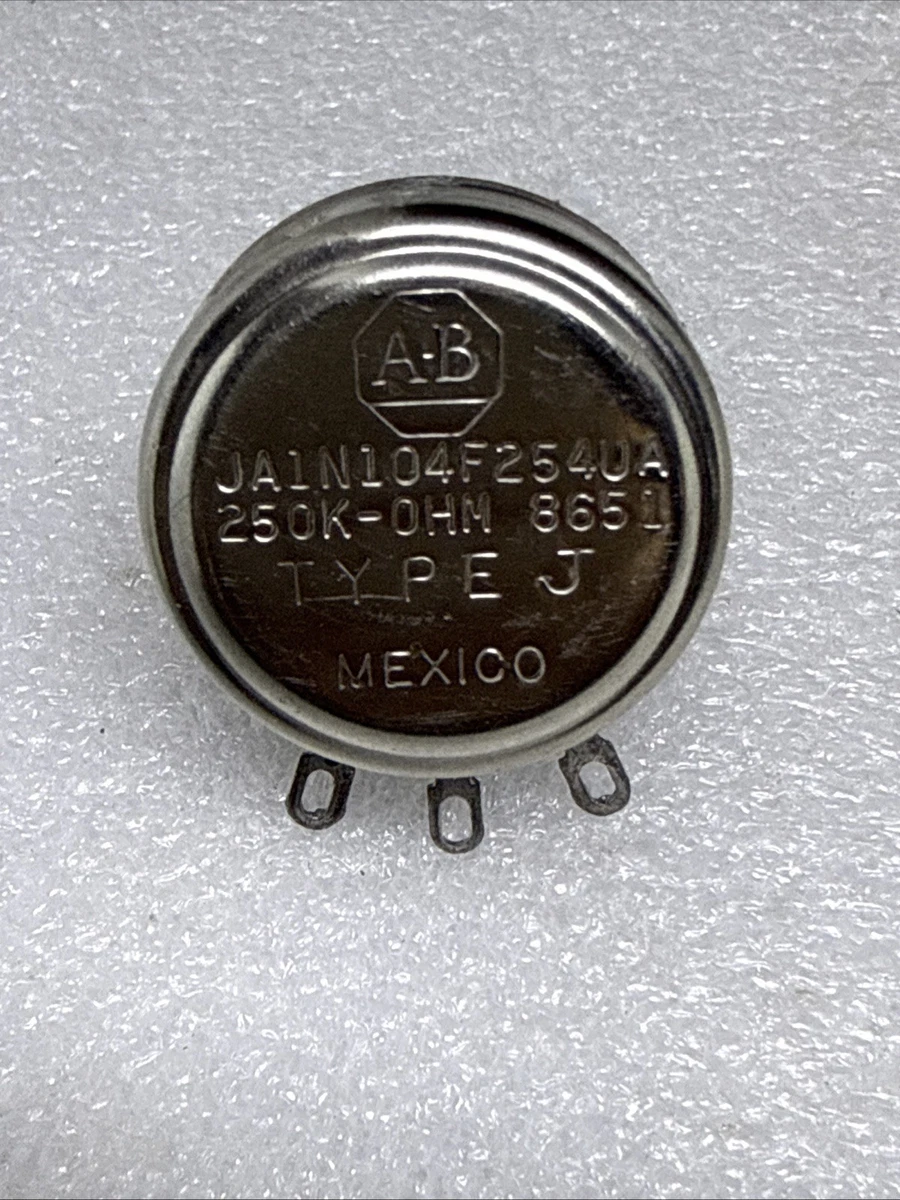 A-B
JA1N104F254UA
250K-OHM 8651
TYPE J
MEXICO